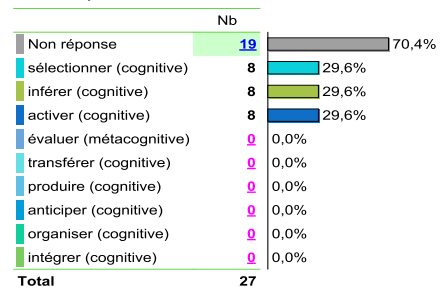 Nb
Non réponse 19 70,4%
sélectionner (cognitive) 8 29,6%
inférer (cognitive) 8 29,6%
activer (cognitive) 8 29,6%
évaluer (métacognitive) 0 0,0%
transférer (cognitive) 0 0,0%
produire (cognitive) 0 0,0%
anticiper (cognitive) 0 0,0%
organiser (cognitive) 0 0,0%
intégrer (cognitive) 0 0,0%
Total 27